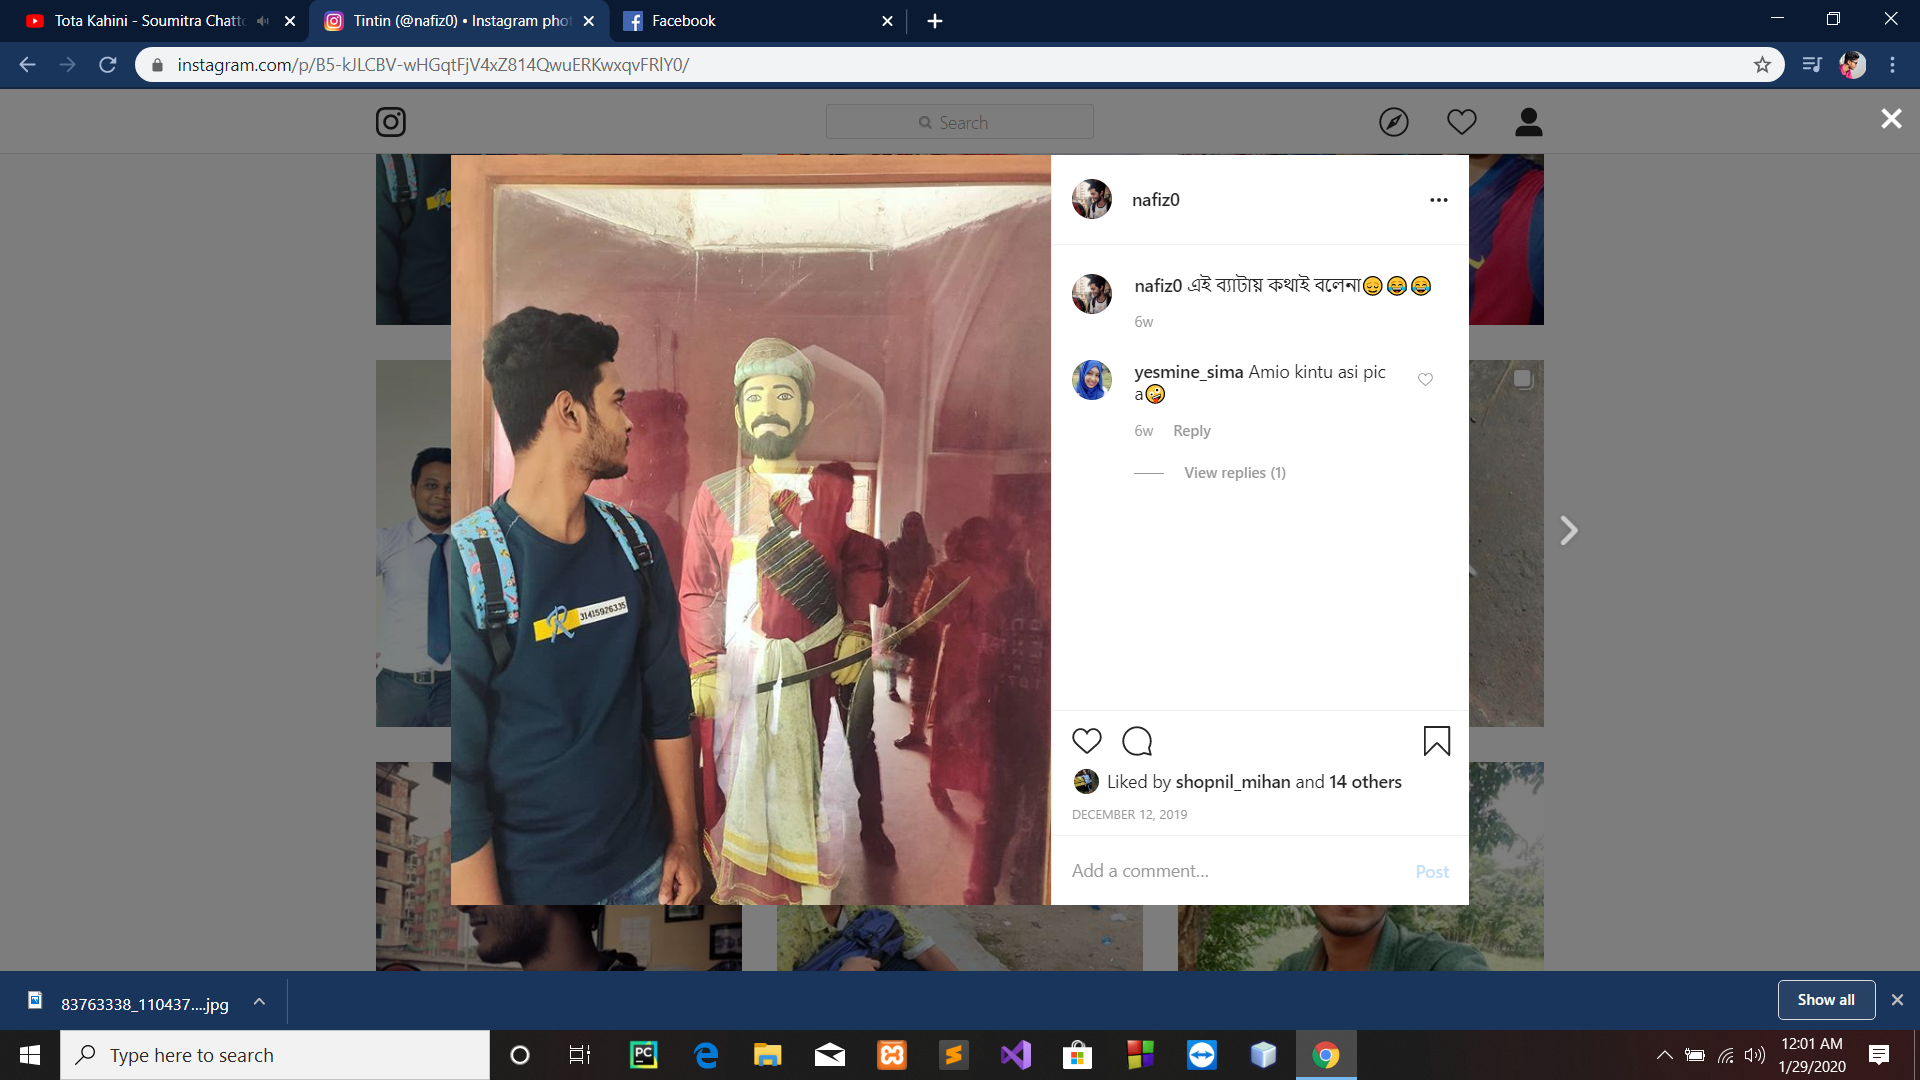 Tota Kahini - Soumitra Chatt
Tintin (@nafiz0) • Instagram phot
Facebook
instagram.com/p/B5-kJLCBV-wHGqtFjV4xZ814QwuERKwxqvFRlY0/
Search
nafiz0
nafiz0 এই ব্যাটায় কথাই বলেনা😔😂😂
6w
yesmine_sima Amio kintu asi pic
a🤪
6w Reply
View replies (1)
R 31415926335
Liked by shopnil_mihan and 14 others
DECEMBER 12, 2019
Add a comment...
Post
83763338_110437....jpg
Show all
Type here to search
PC
12:01 AM
1/29/2020